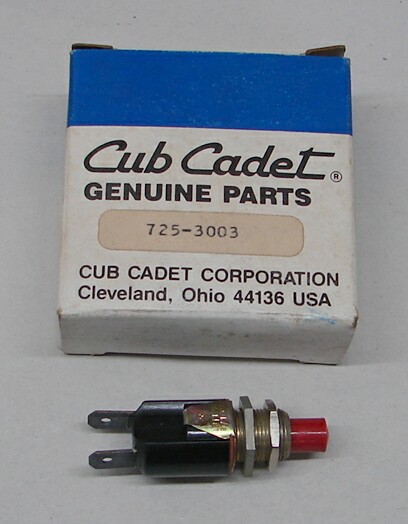 Cub Cadet®
GENUINE PARTS
725-3003
CUB CADET CORPORATION
Cleveland, Ohio 44136 USA